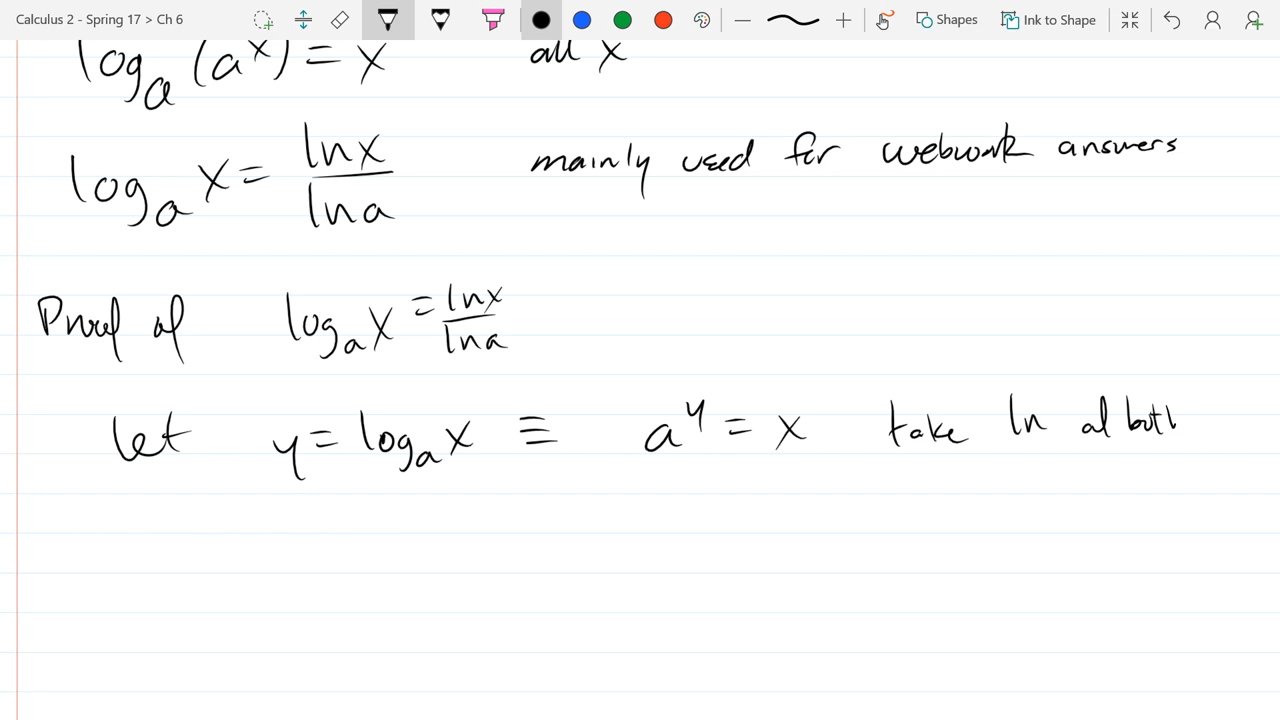 Calculus 2 - Spring 17 > Ch 6 Shapes Ink to Shape
log_a (a^x) = x all x
log_a x = ln x / ln a mainly used for webwork answers
Proof of log_a x = ln x / ln a
let y = log_a x ≡ a^y = x take ln of both